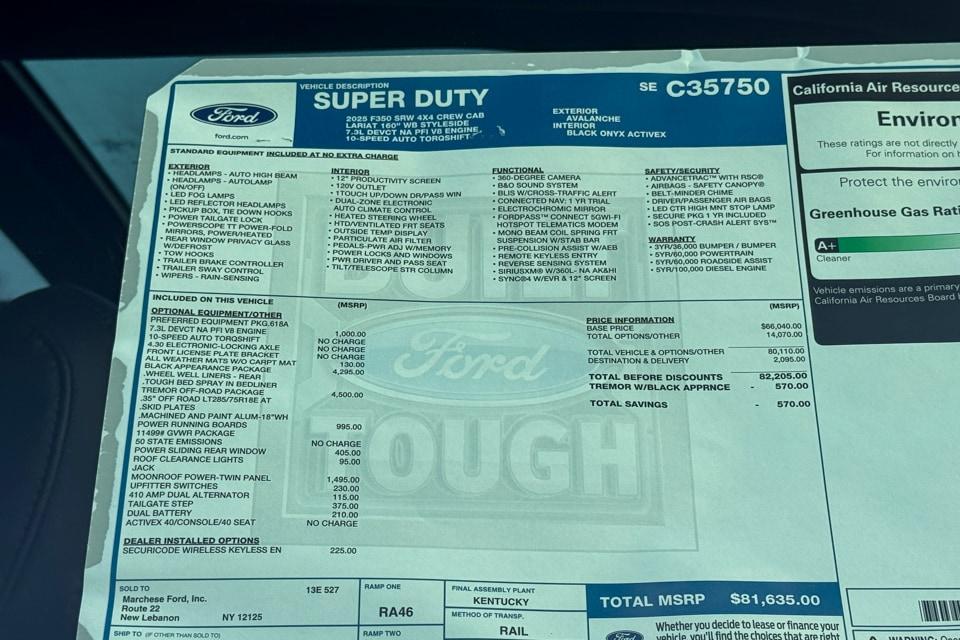 Ford
ford.com
VEHICLE DESCRIPTION
SUPER DUTY
2025 F350 SRW 4X4 CREW CAB
LARIAT 160" WB STYLESIDE
7.3L DEVCT NA PFI V8 ENGINE
10-SPEED AUTO TORQSHIFT
EXTERIOR
AVALANCHE
INTERIOR
BLACK ONYX ACTIVEX
SE C35750
STANDARD EQUIPMENT INCLUDED AT NO EXTRA CHARGE
EXTERIOR
• HEADLAMPS - AUTO HIGH BEAM
• HEADLAMPS - AUTOLAMP
(ON/OFF)
• LED FOG LAMPS
• LED REFLECTOR HEADLAMPS
• PICKUP BOX, TIE DOWN HOOKS
• POWER TAILGATE LOCK
• POWERSCOPE TT POWER-FOLD
MIRRORS, POWER/HEATED
• REAR WINDOW PRIVACY GLASS
W/DEFROST
• TOW HOOKS
• TRAILER BRAKE CONTROLLER
• TRAILER SWAY CONTROL
• WIPERS - RAIN-SENSING
INTERIOR
• 12" PRODUCTIVITY SCREEN
• 120V OUTLET
• 1TOUCH UP/DOWN DR/PASS WIN
• DUAL-ZONE ELECTRONIC
AUTO CLIMATE CONTROL
• HEATED STEERING WHEEL
• HTD/VENTILATED FRT SEATS
• OUTSIDE TEMP DISPLAY
• PARTICULATE AIR FILTER
• PEDALS-PWR ADJ W/MEMORY
• POWER LOCKS AND WINDOWS
• PWR DRIVER AND PASS SEAT
• TILT/TELESCOPE STR COLUMN
FUNCTIONAL
• 360-DEGREE CAMERA
• B&O SOUND SYSTEM
• BLIS W/CROSS-TRAFFIC ALERT
• CONNECTED NAV: 1 YR TRIAL
• ELECTROCHROMIC MIRROR
• FORDPASS™ CONNECT 5GWI-FI
HOTSPOT TELEMATICS MODEM
• MONO BEAM COIL SPRING FRT
SUSPENSION W/STAB BAR
• PRE-COLLISION ASSIST W/AEB
• REMOTE KEYLESS ENTRY
• REVERSE SENSING SYSTEM
• SIRIUSXM® W/360L- NA AK&HI
• SYNC®4 W/EVR & 12" SCREEN
SAFETY/SECURITY
• ADVANCETRAC™ WITH RSC®
• AIRBAGS - SAFETY CANOPY®
• BELT-MINDER CHIME
• DRIVER/PASSENGER AIR BAGS
• LED CTR HIGH MNT STOP LAMP
• SECURE PKG 1 YR INCLUDED
• SOS POST-CRASH ALERT SYS™
WARRANTY
• 3YR/36,000 BUMPER / BUMPER
• 5YR/60,000 POWERTRAIN
• 5YR/60,000 ROADSIDE ASSIST
• 5YR/100,000 DIESEL ENGINE
INCLUDED ON THIS VEHICLE (MSRP)
OPTIONAL EQUIPMENT/OTHER
PREFERRED EQUIPMENT PKG.618A
7.3L DEVCT NA PFI V8 ENGINE 1,000.00
10-SPEED AUTO TORQSHIFT NO CHARGE
4.30 ELECTRONIC-LOCKING AXLE NO CHARGE
FRONT LICENSE PLATE BRACKET NO CHARGE
ALL WEATHER MATS W/O CARPT MAT 130.00
BLACK APPEARANCE PACKAGE 4,295.00
.WHEEL WELL LINERS - REAR
.TOUGH BED SPRAY IN BEDLINER
TREMOR OFF-ROAD PACKAGE 4,500.00
.35" OFF ROAD LT285/75R18E AT
.SKID PLATES
.MACHINED AND PAINT ALUM-18"WH
POWER RUNNING BOARDS 995.00
11499# GVWR PACKAGE
50 STATE EMISSIONS NO CHARGE
POWER SLIDING REAR WINDOW 405.00
ROOF CLEARANCE LIGHTS 95.00
JACK
MOONROOF POWER-TWIN PANEL 1,495.00
UPFITTER SWITCHES 230.00
410 AMP DUAL ALTERNATOR 115.00
TAILGATE STEP 375.00
DUAL BATTERY 210.00
ACTIVEX 40/CONSOLE/40 SEAT NO CHARGE
DEALER INSTALLED OPTIONS
SECURICODE WIRELESS KEYLESS EN 225.00
(MSRP)
PRICE INFORMATION
BASE PRICE $66,040.00
TOTAL OPTIONS/OTHER 14,070.00
TOTAL VEHICLE & OPTIONS/OTHER 80,110.00
DESTINATION & DELIVERY 2,095.00
TOTAL BEFORE DISCOUNTS 82,205.00
TREMOR W/BLACK APPRNCE - 570.00
TOTAL SAVINGS - 570.00
Ford
TOUGH
SOLD TO 13E 527
Marchese Ford, Inc.
Route 22
New Lebanon NY 12125
SHIP TO (IF OTHER THAN SOLD TO)
RAMP ONE
RA46
RAMP TWO
FINAL ASSEMBLY PLANT
KENTUCKY
METHOD OF TRANSP.
RAIL
TOTAL MSRP $81,635.00
Whether you decide to lease or finance your
vehicle, you'll find the choices that are right
California Air Resource
Environ
These ratings are not directly
For information on
Protect the enviro
Greenhouse Gas Rati
A+
Cleaner
Vehicle emissions are a primary
California Air Resources Board